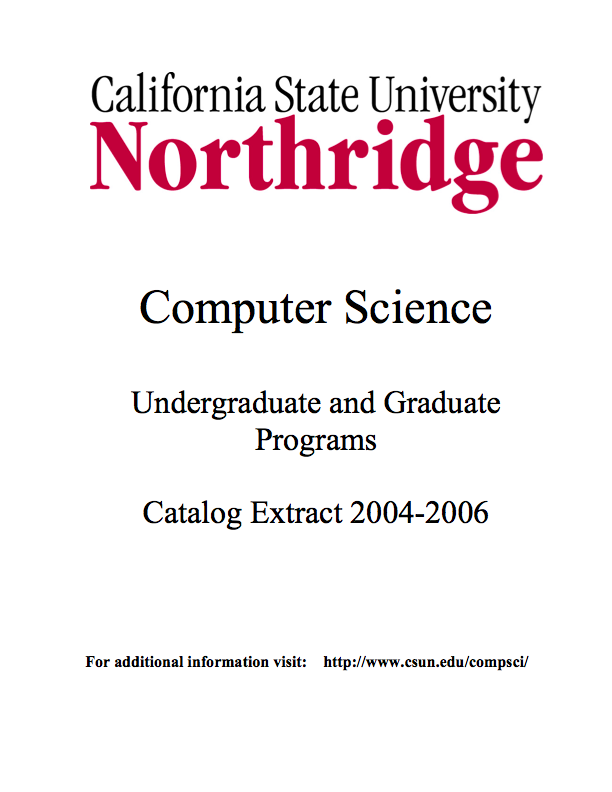 California State University
Northridge
Computer Science
Undergraduate and Graduate
Programs
Catalog Extract 2004-2006
For additional information visit: http://www.csun.edu/compsci/